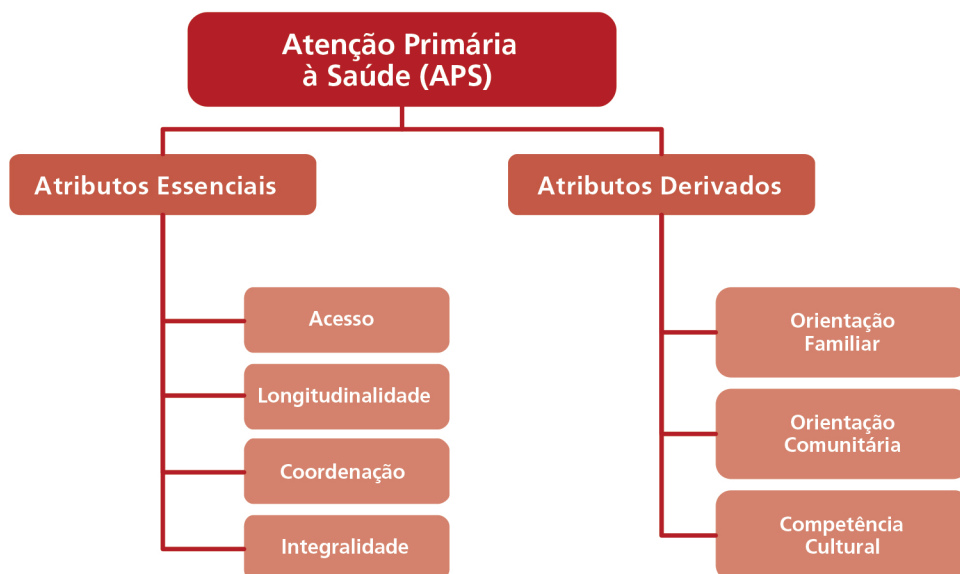 Atenção Primária
à Saúde (APS)
Atributos Essenciais
Atributos Derivados
Acesso
Longitudinalidade
Coordenação
Integralidade
Orientação
Familiar
Orientação
Comunitária
Competência
Cultural